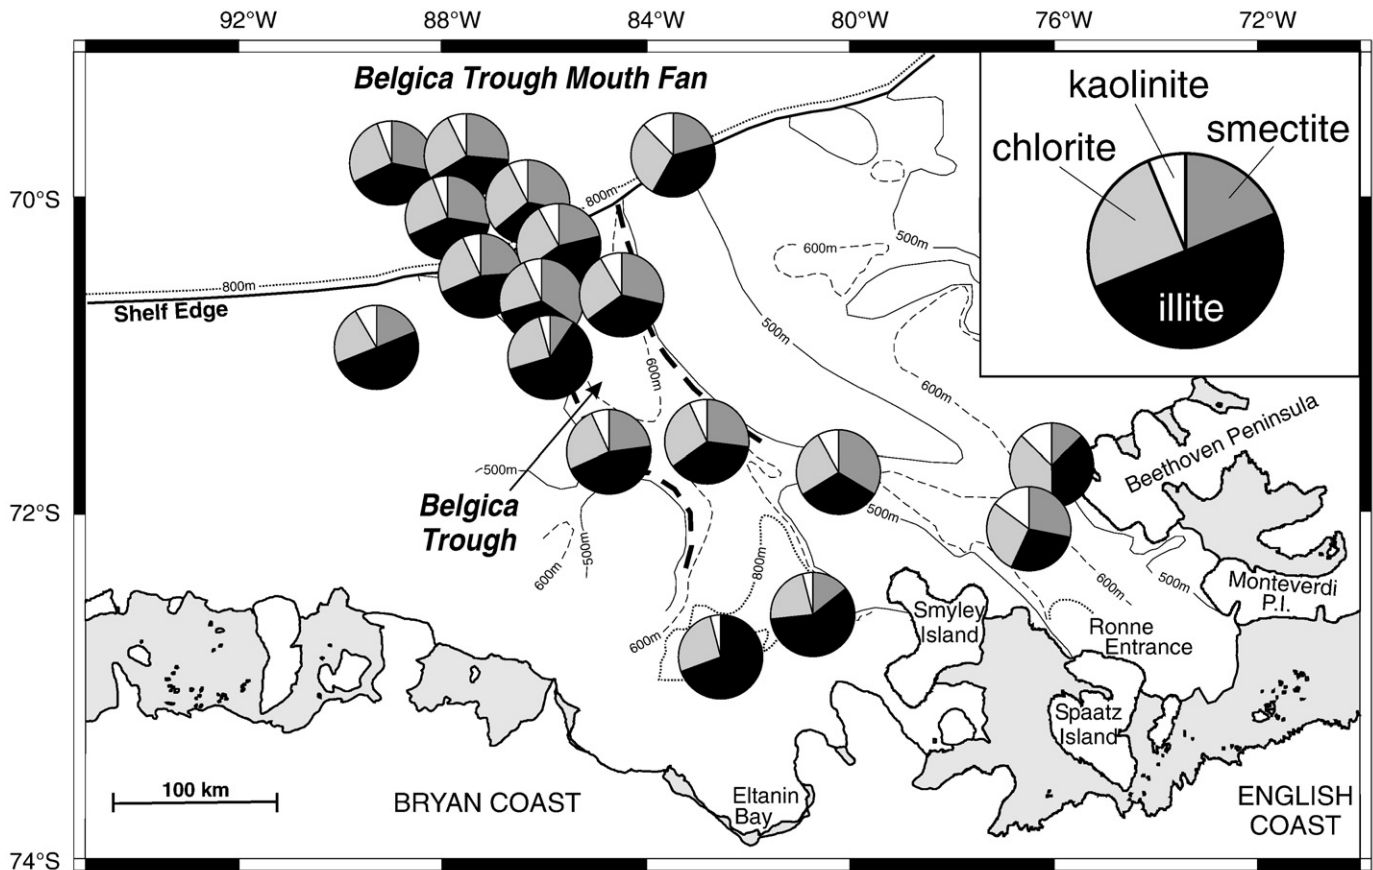 92°W 88°W 84°W 80°W 76°W 72°W
Belgica Trough Mouth Fan
kaolinite
smectite
chlorite
illite
70°S
800m
500m
600m
800m
Shelf Edge
500m
600m
600m
Beethoven Peninsula
500m
Belgica
Trough
72°S
500m
500m
600m
800m
600m
500m
Monteverdi
P.I.
Smyley
Island
600m
Ronne
Entrance
Spaatz
Island
100 km
BRYAN COAST
Eltanin
Bay
ENGLISH
COAST
74°S